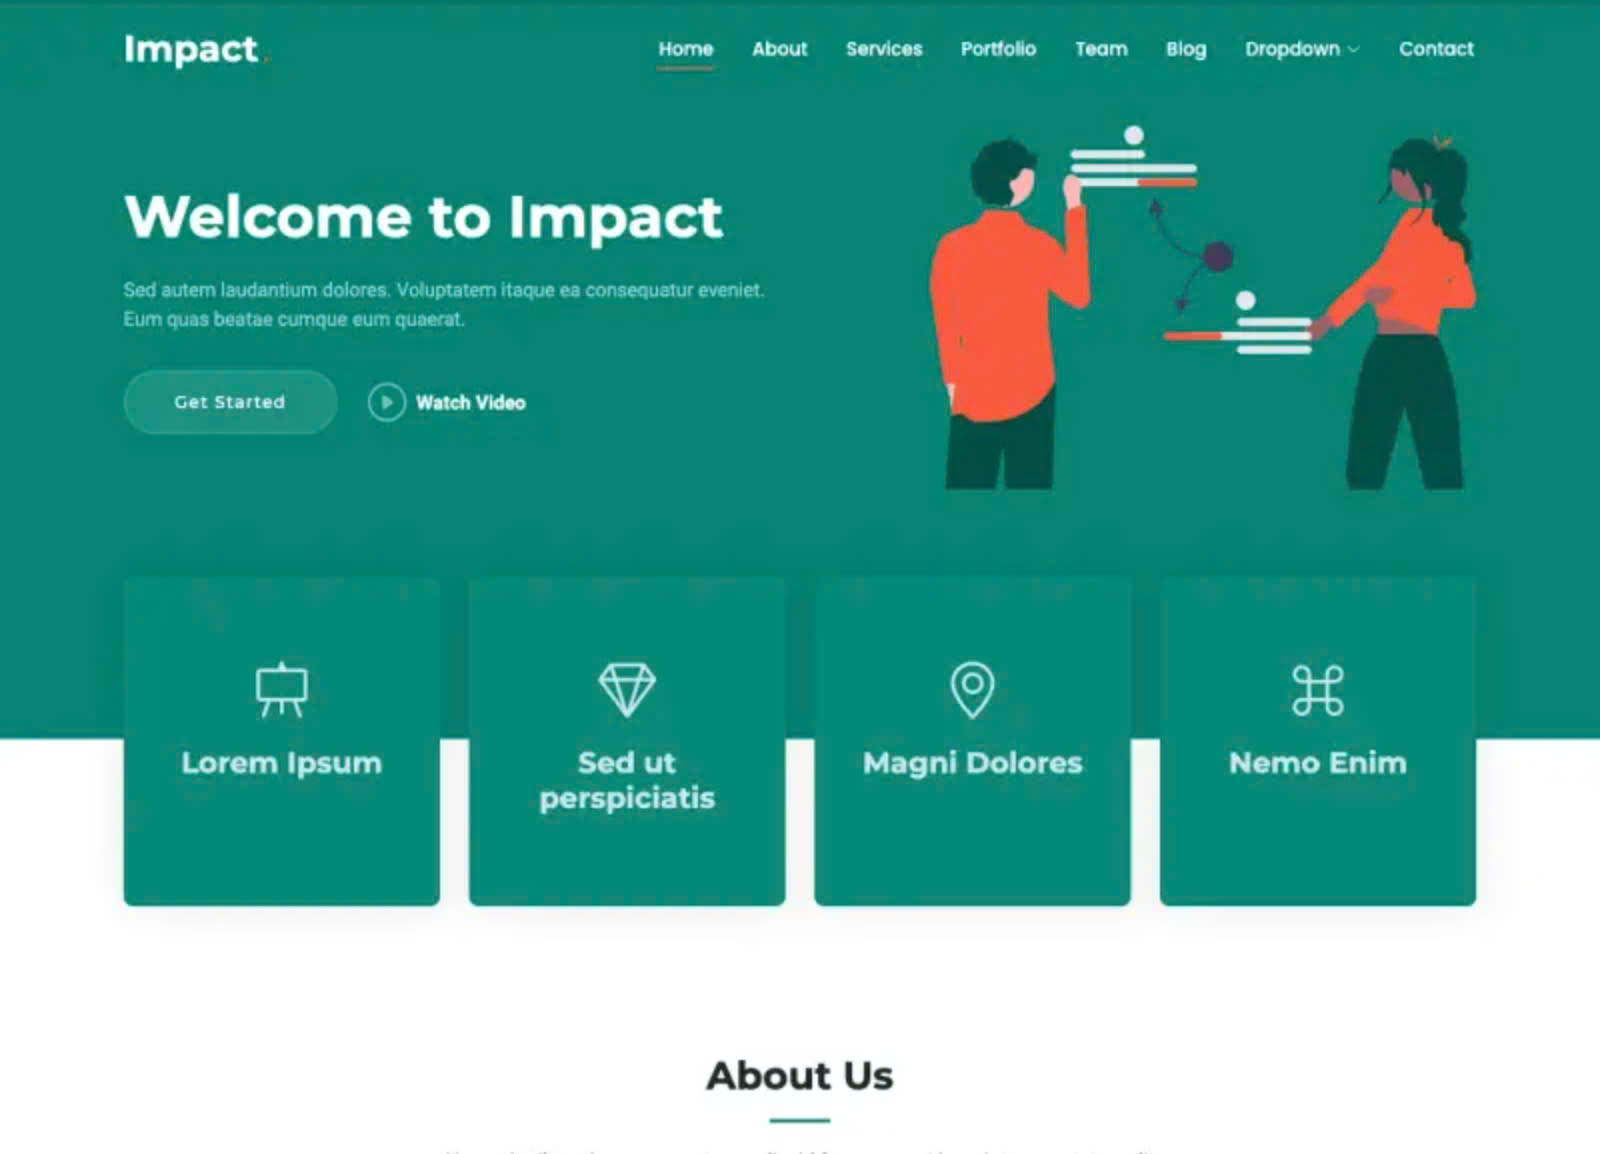 Impact.
Home About Services Portfolio Team Blog Dropdown Contact
Welcome to Impact
Sed autem laudantium dolores. Voluptatem itaque ea consequatur eveniet.
Eum quas beatae cumque eum quaerat.
Get Started
Watch Video
Lorem Ipsum
Sed ut
perspiciatis
Magni Dolores
Nemo Enim
About Us